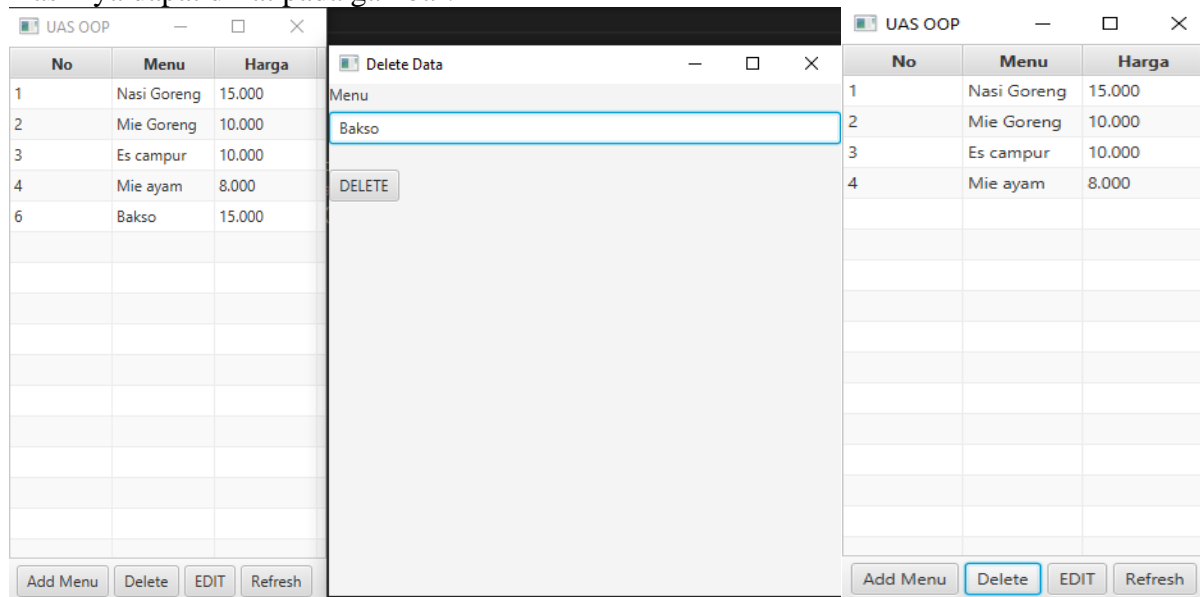 UAS OOP
No Menu Harga
1 Nasi Goreng 15.000
2 Mie Goreng 10.000
3 Es campur 10.000
4 Mie ayam 8.000
6 Bakso 15.000
Add Menu Delete EDIT Refresh
Delete Data
Menu
Bakso
DELETE
UAS OOP
No Menu Harga
1 Nasi Goreng 15.000
2 Mie Goreng 10.000
3 Es campur 10.000
4 Mie ayam 8.000
Add Menu Delete EDIT Refresh